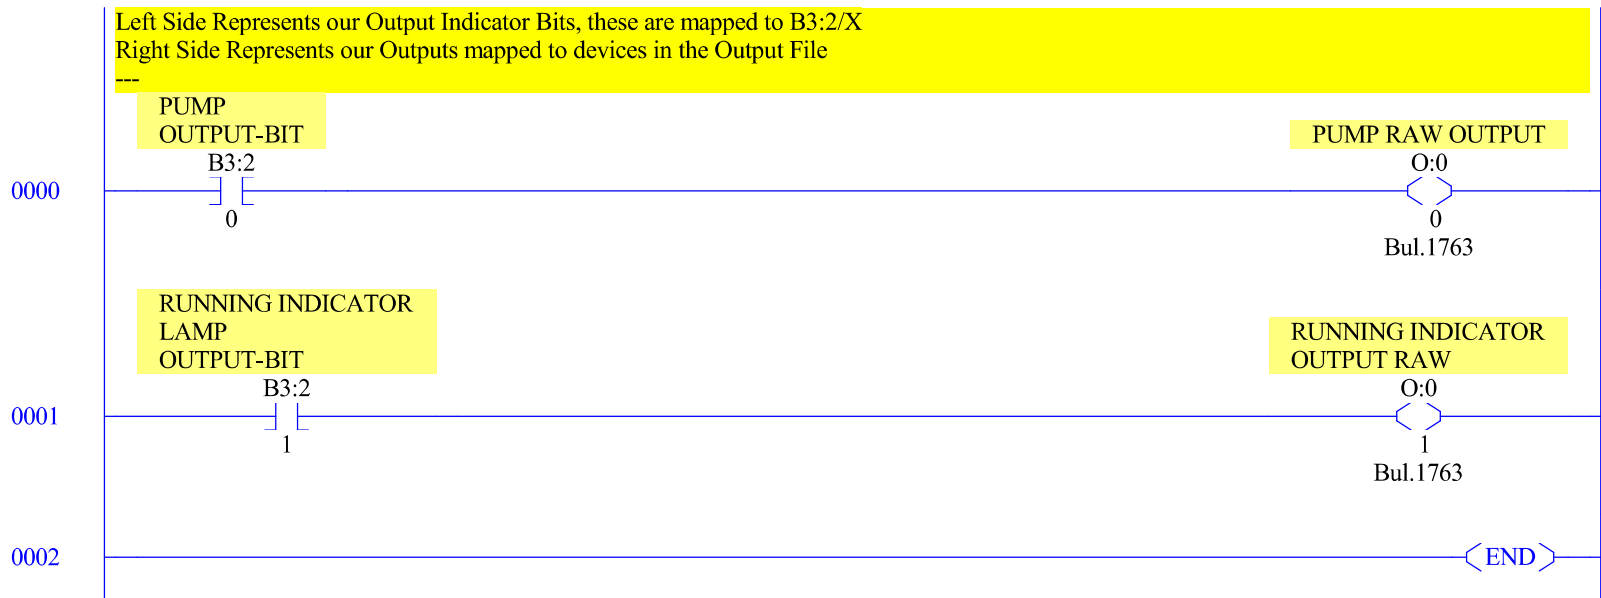 Left Side Represents our Output Indicator Bits, these are mapped to B3:2/X
Right Side Represents our Outputs mapped to devices in the Output File
---
PUMP
OUTPUT-BIT
B3:2
0
PUMP RAW OUTPUT
O:0
0
Bul.1763
0000
RUNNING INDICATOR
LAMP
OUTPUT-BIT
B3:2
1
RUNNING INDICATOR
OUTPUT RAW
O:0
1
Bul.1763
0001
0002
END